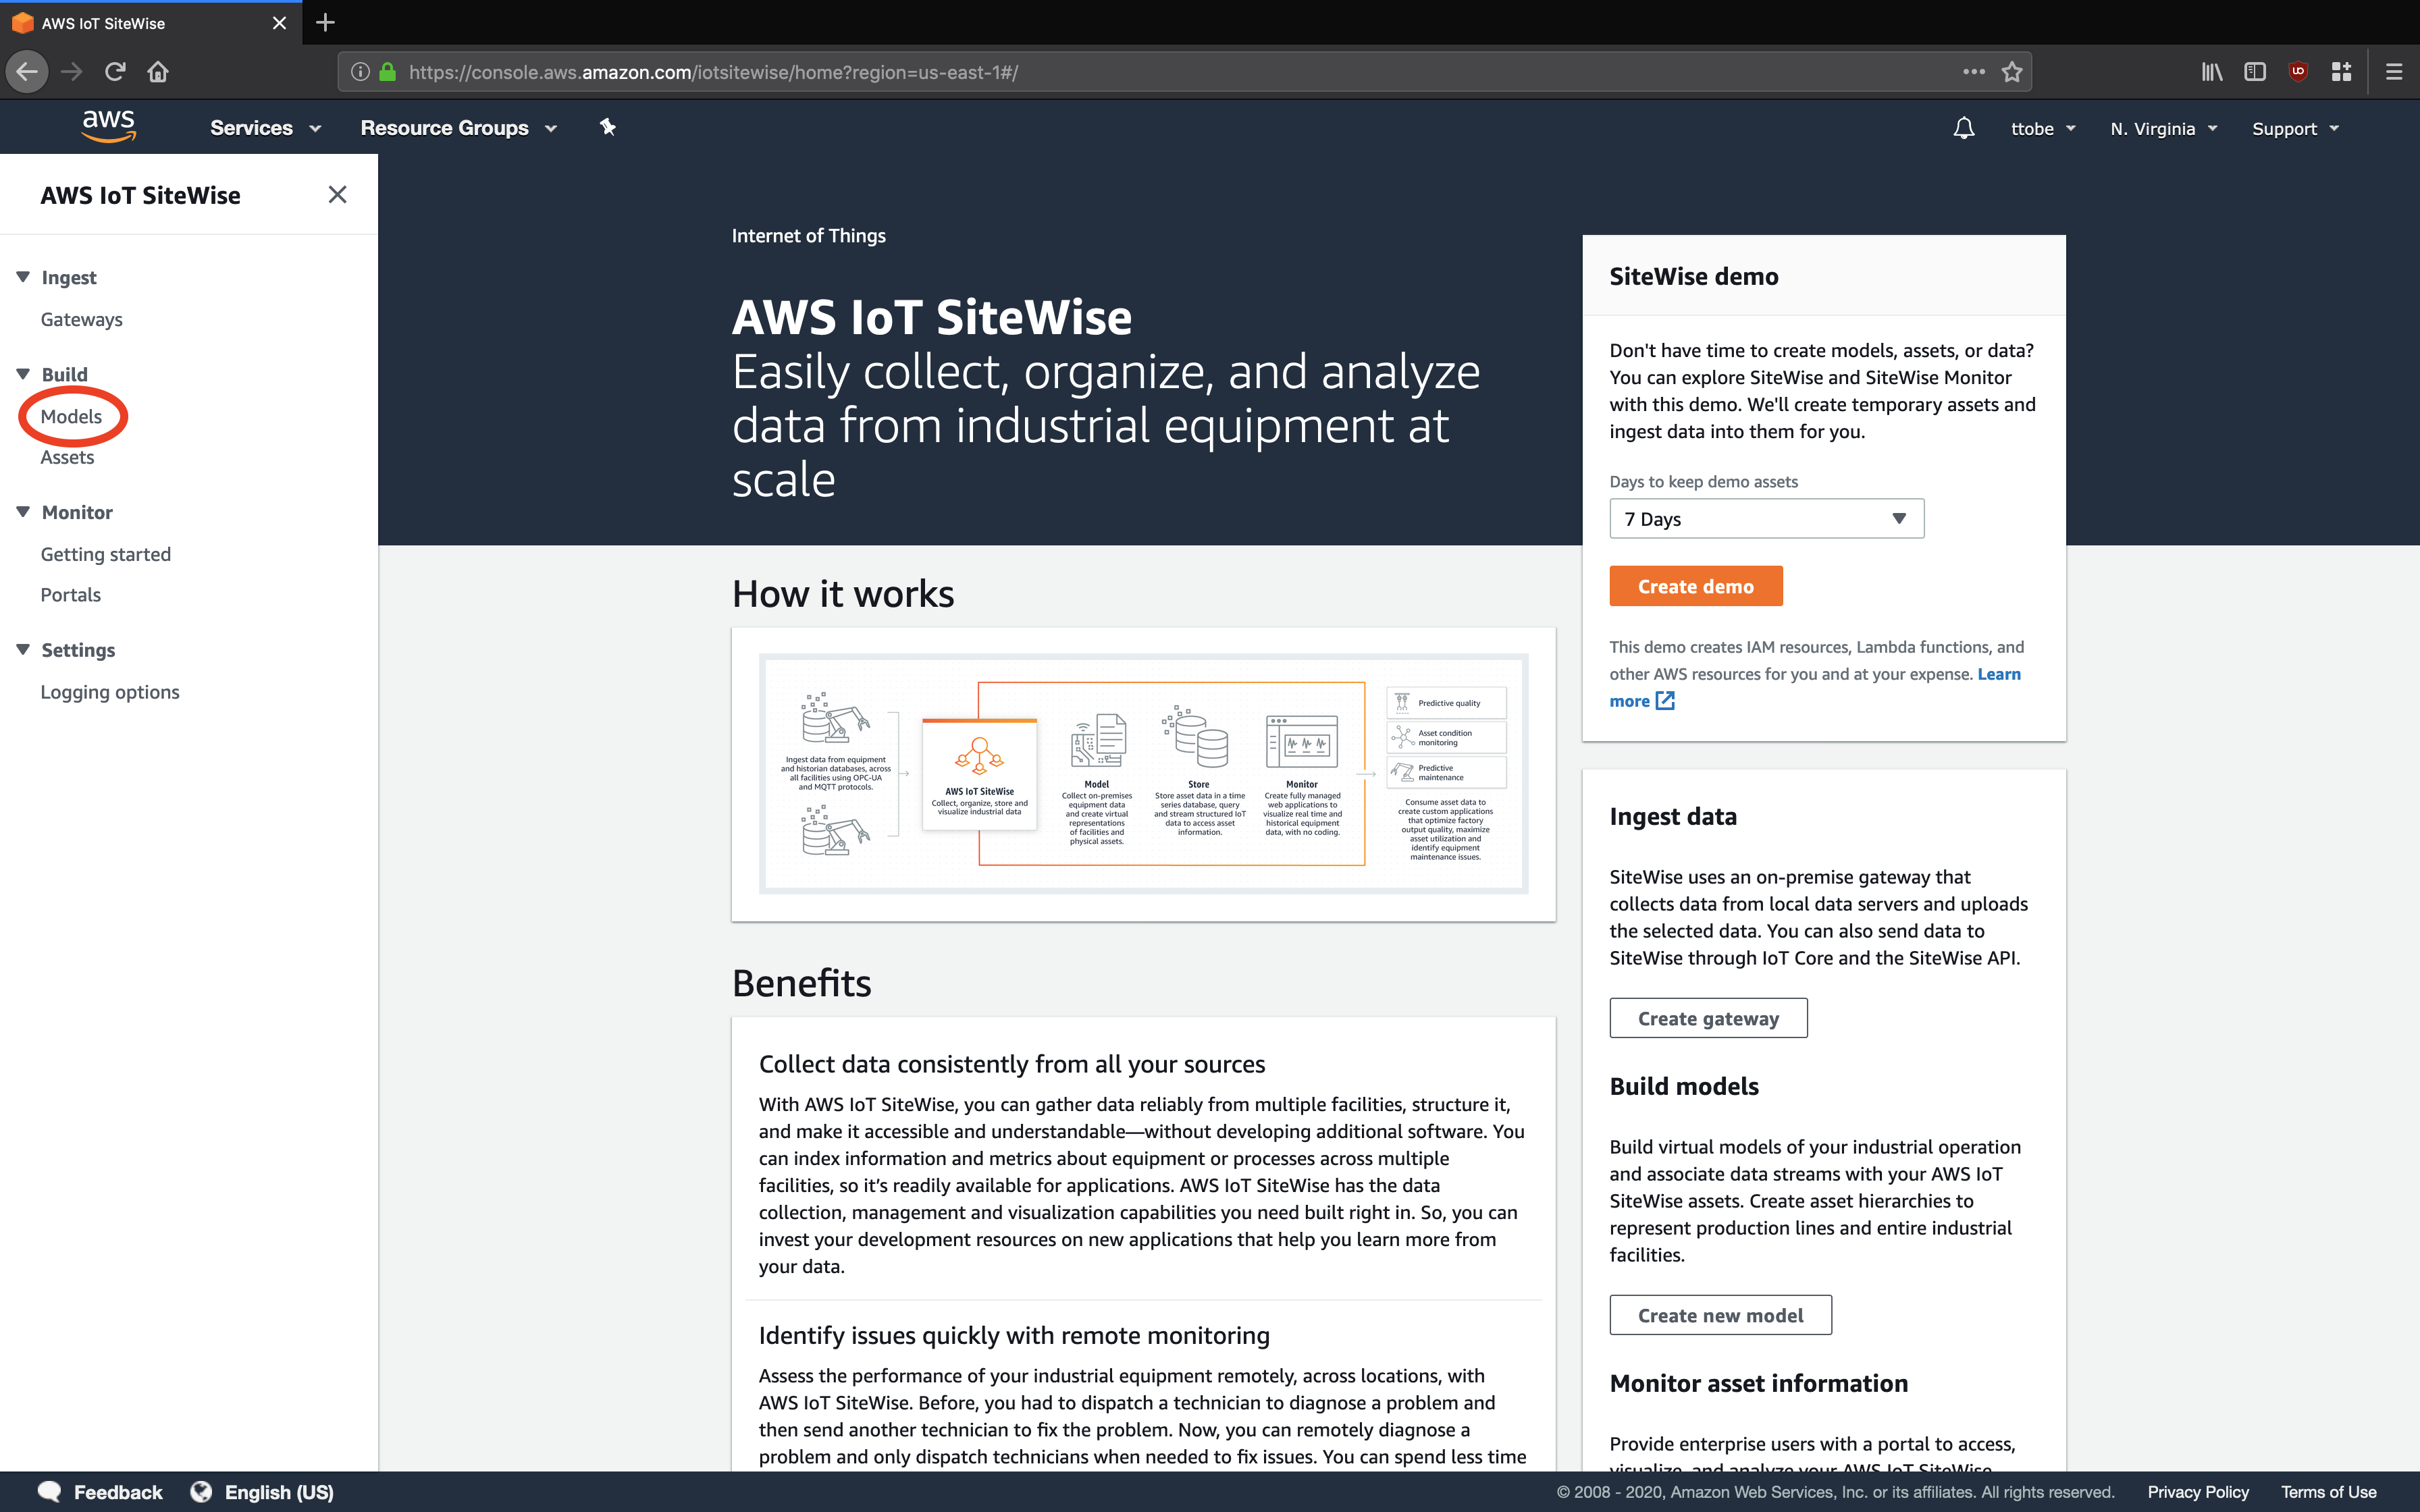 AWS IoT SiteWise
https://console.aws.amazon.com/iotsitewise/home?region=us-east-1#/
aws
Services
Resource Groups
ttobe
N. Virginia
Support
AWS IoT SiteWise
Ingest
Gateways
Build
Models
Assets
Monitor
Getting started
Portals
Settings
Logging options
Internet of Things
AWS IoT SiteWise
Easily collect, organize, and analyze
data from industrial equipment at
scale
How it works
Ingest data from equipment
and historian databases, across
all facilities using OPC-UA
and MQTT protocols.
AWS IoT SiteWise
Collect, organize, store and
visualize industrial data
Model
Collect on-premises
equipment data
and create virtual
representations
of facilities and
physical assets.
Store
Store asset data in a time
series database, query
and stream structured IoT
data to access asset
information.
Monitor
Create fully managed
web applications to
visualize real time and
historical equipment
data, with no coding.
Predictive quality
Asset condition
monitoring
Predictive
maintenance
Consume asset data to
create custom applications
that optimize factory
output quality, maximize
asset utilization and
identify equipment
maintenance issues.
Benefits
Collect data consistently from all your sources
With AWS IoT SiteWise, you can gather data reliably from multiple facilities, structure it,
and make it accessible and understandable—without developing additional software. You
can index information and metrics about equipment or processes across multiple
facilities, so it’s readily available for applications. AWS IoT SiteWise has the data
collection, management and visualization capabilities you need built right in. So, you can
invest your development resources on new applications that help you learn more from
your data.
Identify issues quickly with remote monitoring
Assess the performance of your industrial equipment remotely, across locations, with
AWS IoT SiteWise. Before, you had to dispatch a technician to diagnose a problem and
then send another technician to fix the problem. Now, you can remotely diagnose a
problem and only dispatch technicians when needed to fix issues. You can spend less time
SiteWise demo
Don't have time to create models, assets, or data?
You can explore SiteWise and SiteWise Monitor
with this demo. We'll create temporary assets and
ingest data into them for you.
Days to keep demo assets
7 Days
Create demo
This demo creates IAM resources, Lambda functions, and
other AWS resources for you and at your expense. Learn
more
Ingest data
SiteWise uses an on-premise gateway that
collects data from local data servers and uploads
the selected data. You can also send data to
SiteWise through IoT Core and the SiteWise API.
Create gateway
Build models
Build virtual models of your industrial operation
and associate data streams with your AWS IoT
SiteWise assets. Create asset hierarchies to
represent production lines and entire industrial
facilities.
Create new model
Monitor asset information
Provide enterprise users with a portal to access,
visualize, and analyze your AWS IoT SiteWise
Feedback
English (US)
© 2008 - 2020, Amazon Web Services, Inc. or its affiliates. All rights reserved.
Privacy Policy
Terms of Use